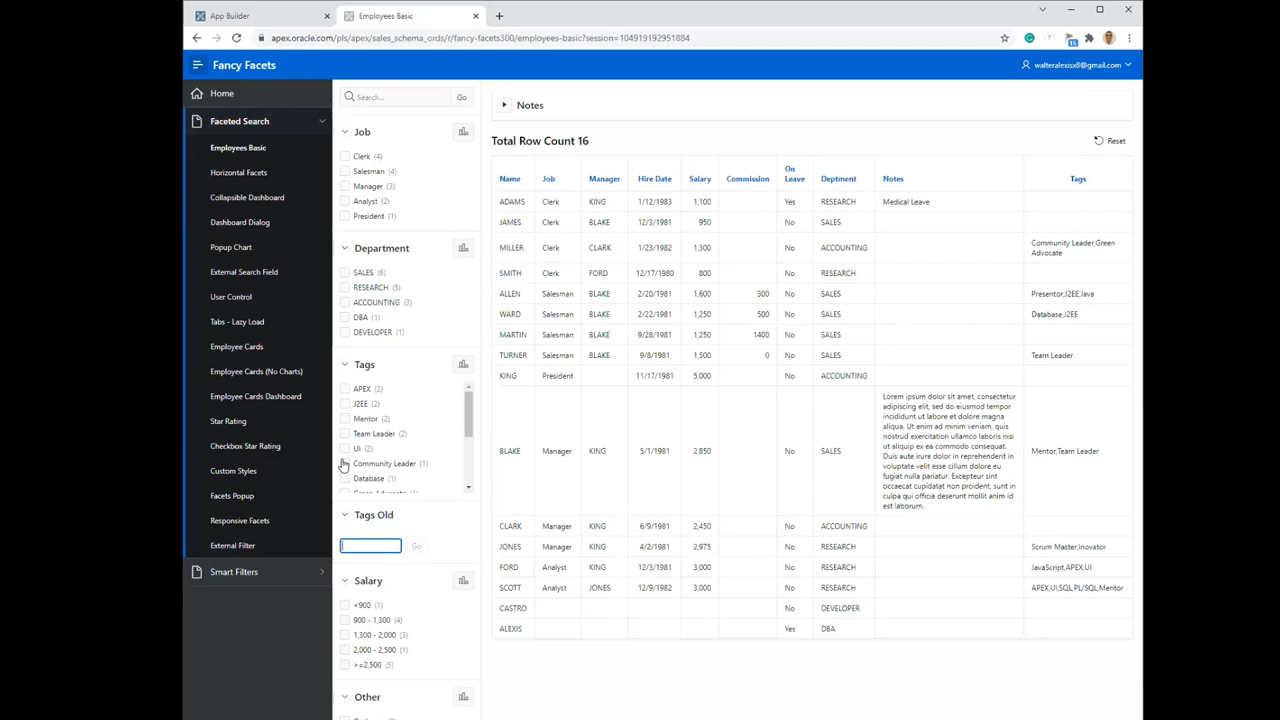 App Builder
Employees Basic
apex.oracle.com/pls/apex/sales_schema_ords/r/fancy-facets300/employees-basic?session=104919192951884
15
Fancy Facets
walteralexisx8@gmail.com
Home
Faceted Search
Employees Basic
Horizontal Facets
Collapsible Dashboard
Dashboard Dialog
Popup Chart
External Search Field
User Control
Tabs - Lazy Load
Employee Cards
Employee Cards (No Charts)
Employee Cards Dashboard
Star Rating
Checkbox Star Rating
Custom Styles
Facets Popup
Responsive Facets
External Filter
Smart Filters
Search...
Go
Job
Clerk (4)
Salesman (4)
Manager (3)
Analyst (2)
President (1)
Department
SALES (6)
RESEARCH (5)
ACCOUNTING (3)
DBA (1)
DEVELOPER (1)
Tags
APEX (2)
J2EE (2)
Mentor (2)
Team Leader (2)
UI (2)
Community Leader (1)
Database (1)
Green Advocate (1)
Tags Old
Go
Salary
<900 (1)
900 - 1,300 (4)
1,300 - 2,000 (3)
2,000 - 2,500 (1)
>=2,500 (5)
Other
Notes
Total Row Count 16
Reset
Name Job Manager Hire Date Salary Commission On Leave Deptment Notes Tags
ADAMS Clerk KING 1/12/1983 1,100 Yes RESEARCH Medical Leave
JAMES Clerk BLAKE 12/3/1981 950 No SALES
MILLER Clerk CLARK 1/23/1982 1,300 No ACCOUNTING Community Leader,Green Advocate
SMITH Clerk FORD 12/17/1980 800 No RESEARCH
ALLEN Salesman BLAKE 2/20/1981 1,600 300 No SALES Presentor,J2EE,Java
WARD Salesman BLAKE 2/22/1981 1,250 500 No SALES Database,J2EE
MARTIN Salesman BLAKE 9/28/1981 1,250 1400 No SALES
TURNER Salesman BLAKE 9/8/1981 1,500 0 No SALES Team Leader
KING President 11/17/1981 5,000 No ACCOUNTING
BLAKE Manager KING 5/1/1981 2,850 No SALES
Lorem ipsum dolor sit amet, consectetur
adipiscing elit, sed do eiusmod tempor
incididunt ut labore et dolore magna
aliqua. Ut enim ad minim veniam, quis
nostrud exercitation ullamco laboris nisi
ut aliquip ex ea commodo consequat.
Duis aute irure dolor in reprehenderit in
voluptate velit esse cillum dolore eu
fugiat nulla pariatur. Excepteur sint
occaecat cupidatat non proident, sunt in
culpa qui officia deserunt mollit anim id
est laborum.
Mentor,Team Leader
CLARK Manager KING 6/9/1981 2,450 No ACCOUNTING
JONES Manager KING 4/2/1981 2,975 No RESEARCH Scrum Master,Inovator
FORD Analyst KING 12/3/1981 3,000 No RESEARCH JavaScript,APEX,UI
SCOTT Analyst JONES 12/9/1982 3,000 No RESEARCH APEX,UI,SQL,PL/SQL,Mentor
CASTRO No DEVELOPER
ALEXIS Yes DBA